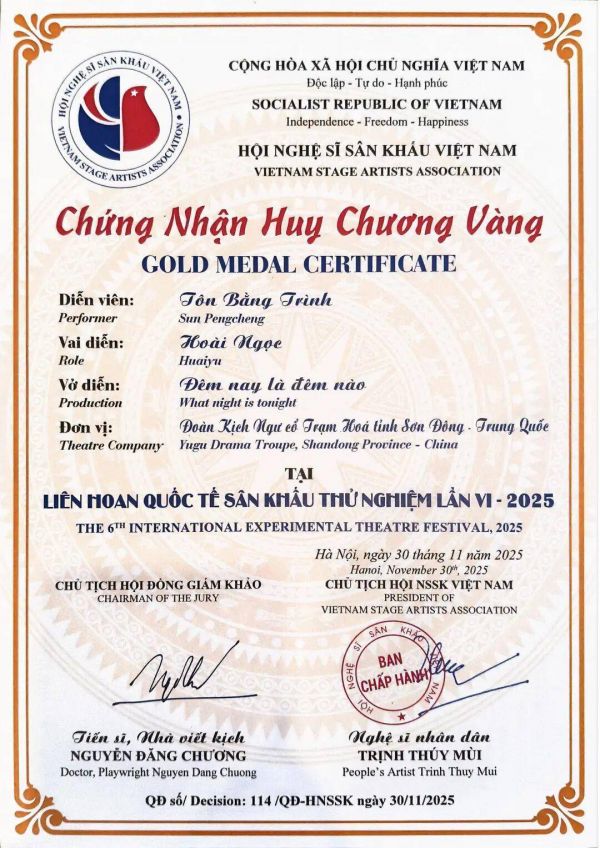 HỘI NGHỆ SĨ SÂN KHẤU VIỆT NAM
VIETNAM STAGE ARTISTS ASSOCIATION
CỘNG HÒA XÃ HỘI CHỦ NGHĨA VIỆT NAM
Độc lập - Tự do - Hạnh phúc
SOCIALIST REPUBLIC OF VIETNAM
Independence - Freedom - Happiness
HỘI NGHỆ SĨ SÂN KHẤU VIỆT NAM
VIETNAM STAGE ARTISTS ASSOCIATION
Chứng Nhận Huy Chương Vàng
GOLD MEDAL CERTIFICATE
Diễn viên: Tôn Bằng Trình
Performer Sun Pengcheng
Vai diễn: Hoài Ngọc
Role Huaiyu
Vở diễn: Đêm nay là đêm nào
Production What night is tonight
Đơn vị: Đoàn Kịch Ngư cổ Trạm Hoá tỉnh Sơn Đông - Trung Quốc
Theatre Company Yugu Drama Troupe, Shandong Province - China
TẠI
LIÊN HOAN QUỐC TẾ SÂN KHẤU THỬ NGHIỆM LẦN VI - 2025
THE 6TH INTERNATIONAL EXPERIMENTAL THEATRE FESTIVAL, 2025
Hà Nội, ngày 30 tháng 11 năm 2025
Hanoi, November 30th, 2025
CHỦ TỊCH HỘI ĐỒNG GIÁM KHẢO
CHAIRMAN OF THE JURY
CHỦ TỊCH HỘI NSSK VIỆT NAM
PRESIDENT OF
VIETNAM STAGE ARTISTS ASSOCIATION
HỘI NGHỆ SĨ SÂN KHẤU VIỆT NAM
BAN
CHẤP HÀNH
Tiến sĩ, Nhà viết kịch
NGUYỄN ĐĂNG CHƯƠNG
Doctor, Playwright Nguyen Dang Chuong
Nghệ sĩ nhân dân
TRỊNH THÚY MÙI
People's Artist Trinh Thuy Mui
QĐ số/ Decision: 114 /QĐ-HNSSK ngày 30/11/2025